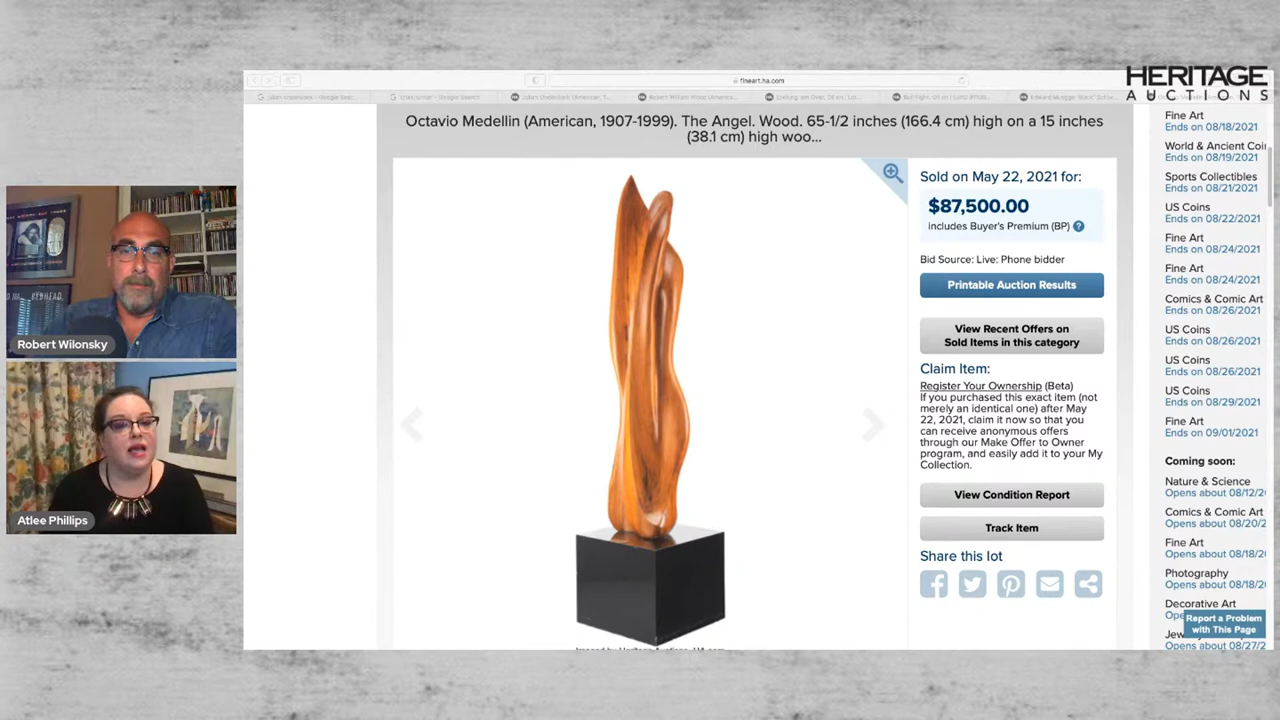 HERITAGE
AUCTIONS
fineart.ha.com
Octavio Medellin (American, 1907-1999). The Angel. Wood. 65-1/2 inches (166.4 cm) high on a 15 inches
(38.1 cm) high woo...
Sold on May 22, 2021 for:
$87,500.00
includes Buyer's Premium (BP) ?
Bid Source: Live: Phone bidder
Printable Auction Results
View Recent Offers on
Sold Items in this category
Claim Item:
Register Your Ownership (Beta)
If you purchased this exact item (not
merely an identical one) after May
22, 2021, claim it now so that you
can receive anonymous offers
through our Make Offer to Owner
program, and easily add it to your My
Collection.
View Condition Report
Track Item
Share this lot
Fine Art
Ends on 08/18/2021
World & Ancient Coi
Ends on 08/19/2021
Sports Collectibles
Ends on 08/21/2021
US Coins
Ends on 08/22/2021
Fine Art
Ends on 08/24/2021
Fine Art
Ends on 08/24/2021
Comics & Comic Art
Ends on 08/26/2021
US Coins
Ends on 08/26/2021
US Coins
Ends on 08/26/2021
US Coins
Ends on 08/29/2021
Fine Art
Ends on 09/01/2021
Coming soon:
Nature & Science
Opens about 08/12/2
Comics & Comic Art
Opens about 08/20/2
Fine Art
Opens about 08/18/2
Photography
Opens about 08/18/2
Decorative Art
Ope
Report a Problem
with This Page
Jew
Opens about 08/27/2
Robert Wilonsky
Atlee Phillips
REDHEAD